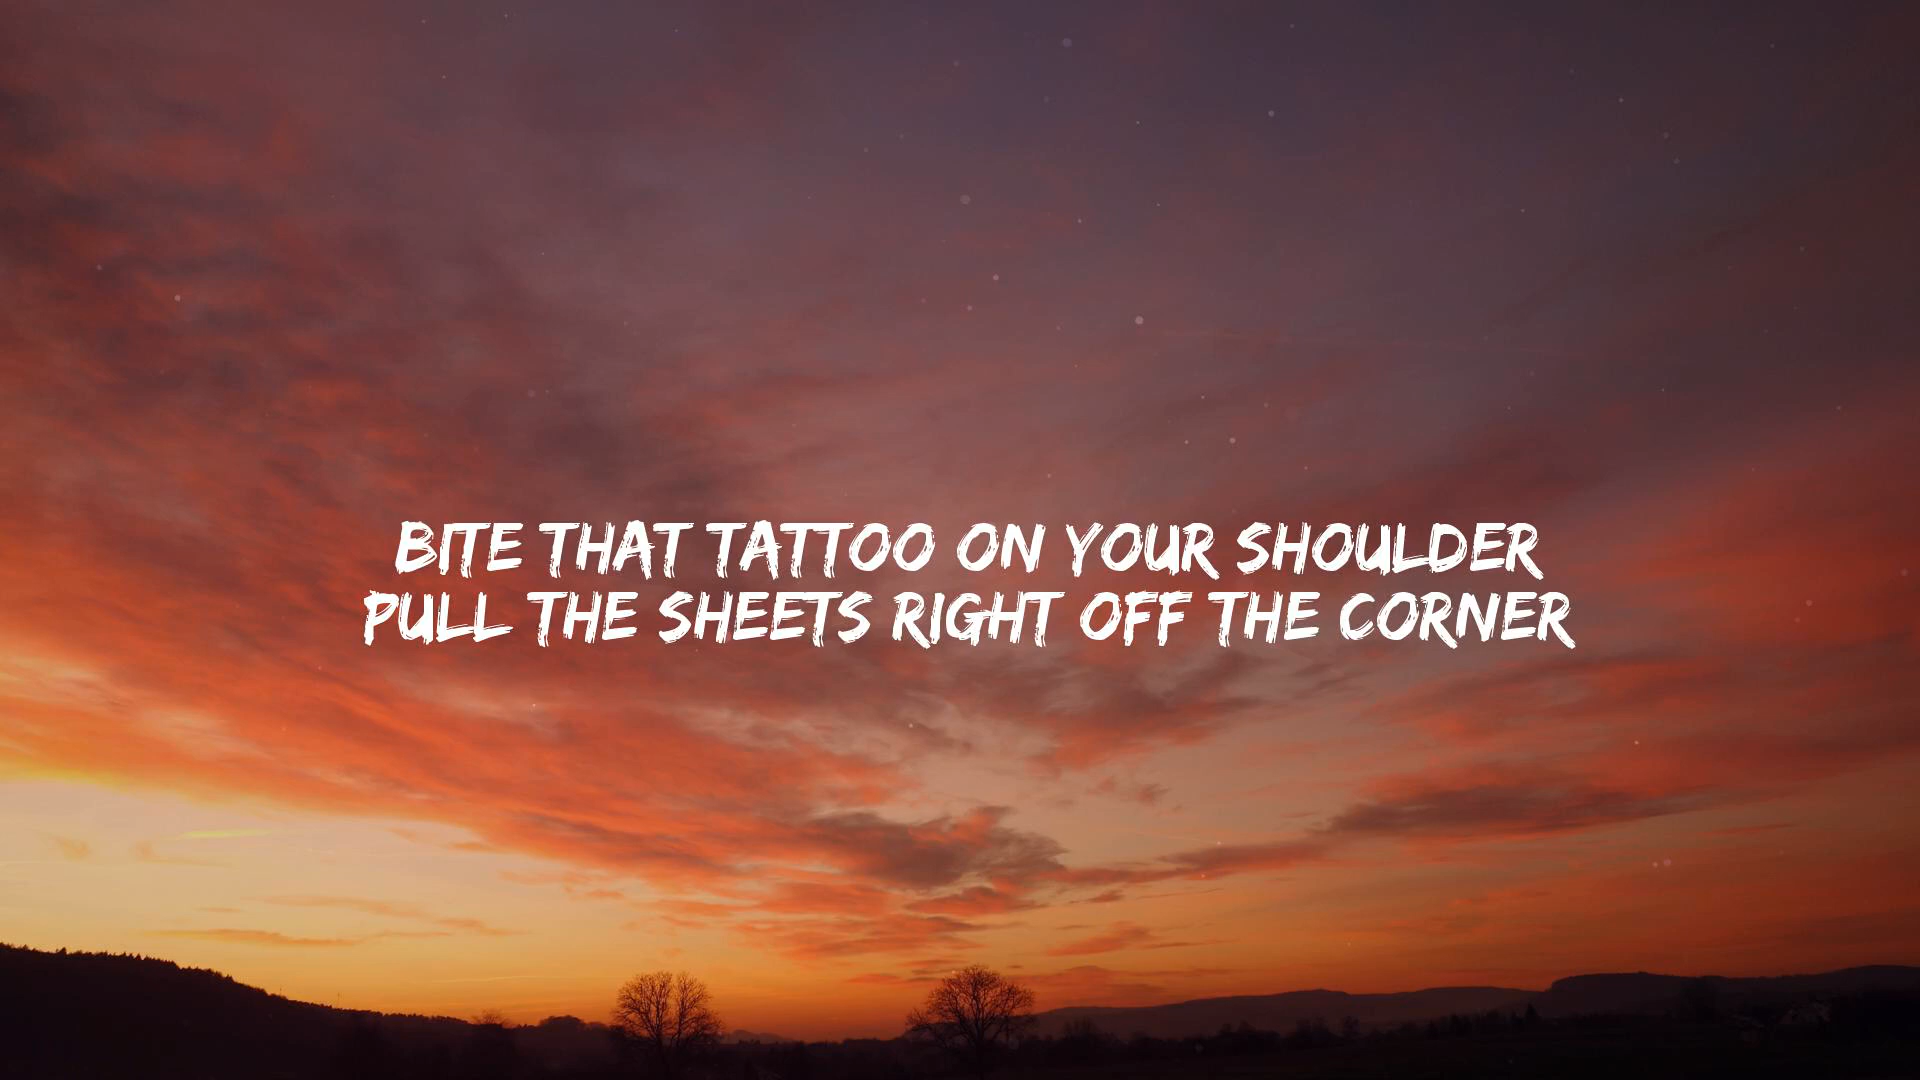 BITE THAT TATTOO ON YOUR SHOULDER
PULL THE SHEETS RIGHT OFF THE CORNER